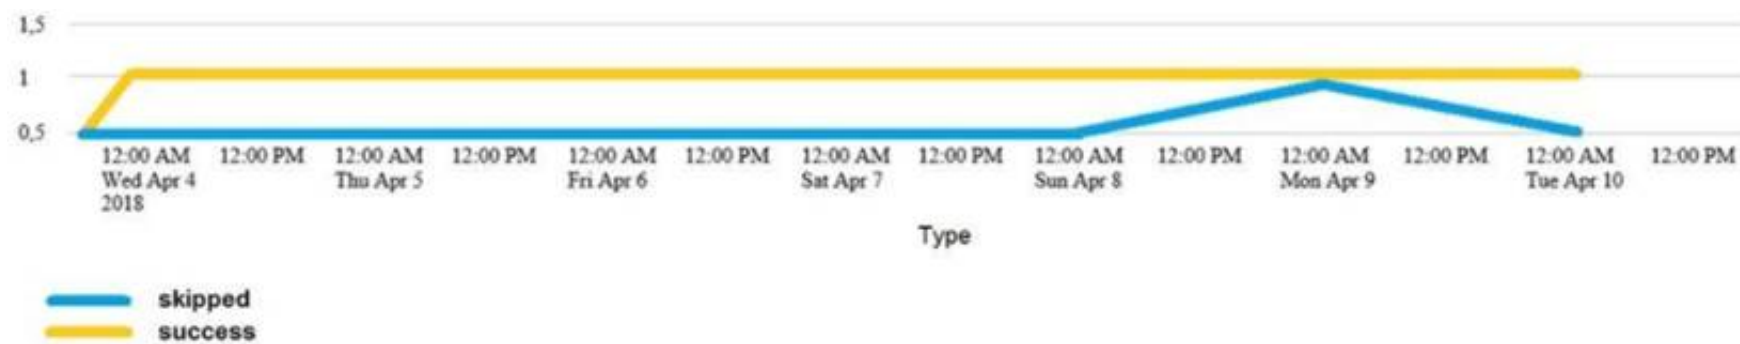 1,5
1
0,5
12:00 AM 12:00 PM 12:00 AM 12:00 PM 12:00 AM 12:00 PM 12:00 AM 12:00 PM 12:00 AM 12:00 PM 12:00 AM 12:00 PM 12:00 AM 12:00 PM
Wed Apr 4 Thu Apr 5 Fri Apr 6 Sat Apr 7 Sun Apr 8 Mon Apr 9 Tue Apr 10
2018
Type
skipped
success